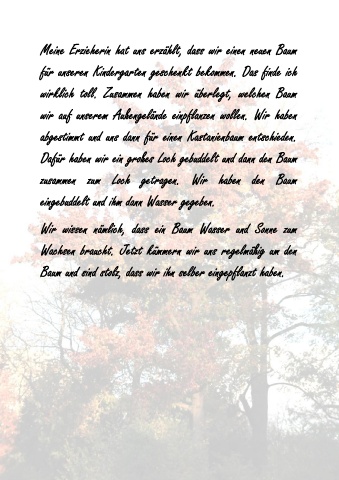 Meine Erzieherin hat uns erzählt, dass wir einen neuen Baum
für unseren Kindergarten geschenkt bekommen. Das finde ich
wirklich toll. Zusammen haben wir überlegt, welchen Baum
wir auf unserem Außengelände einpflanzen wollen. Wir haben
abgestimmt und uns dann für einen Kastanienbaum entschieden.
Dafür haben wir ein großes Loch gebuddelt und dann den Baum
zusammen zum Loch getragen. Wir haben den Baum
eingebuddelt und ihm dann Wasser gegeben.
Wir wissen nämlich, dass ein Baum Wasser und Sonne zum
Wachsen braucht. Jetzt kümmern wir uns regelmäßig um den
Baum und sind stolz, dass wir ihn selber eingepflanzt haben.